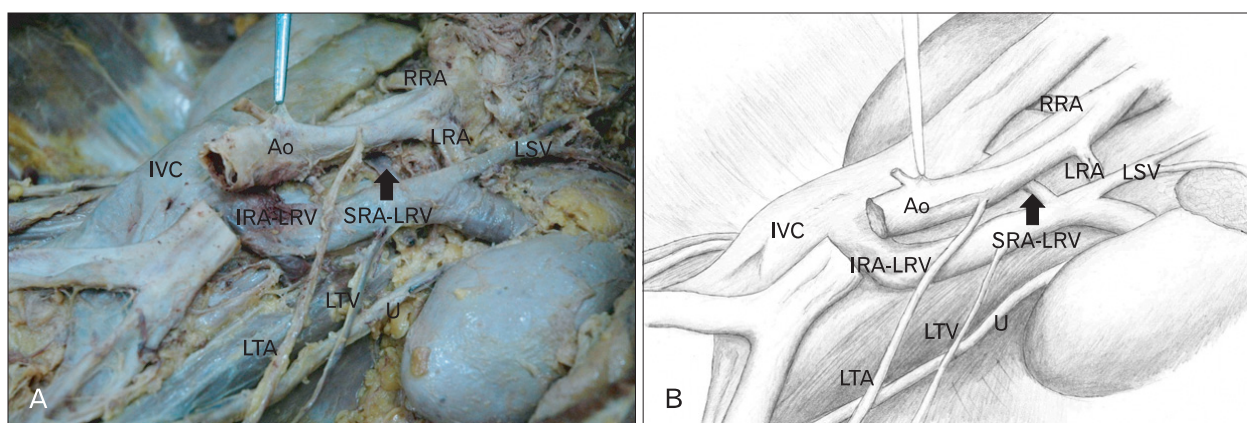 RRA
Ao
LRA
LSV
IVC
IRA-LRV
SRA-LRV
LTV
U
LTA
A
RRA
LRA
LSV
Ao
IVC
SRA-LRV
IRA-LRV
LTV
U
LTA
B